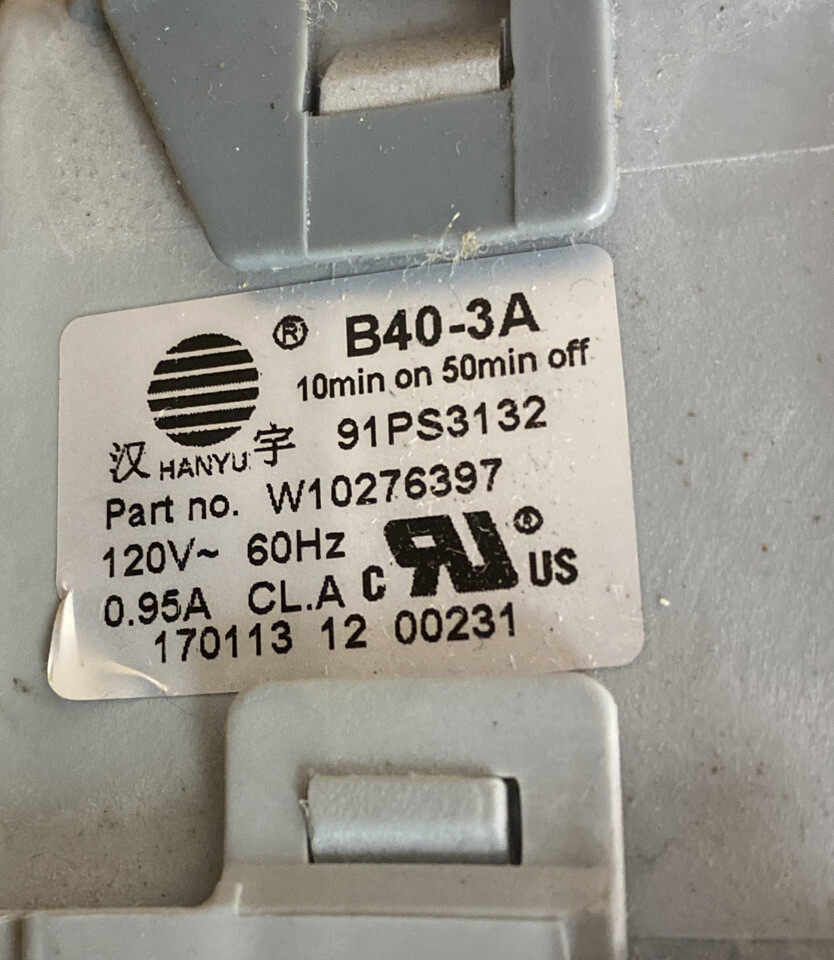 ® B40-3A
10min on 50min off
汉 HANYU 宇 91PS3132
Part no. W10276397
120V~ 60Hz
0.95A CL.A C RU ® US
170113 12 00231